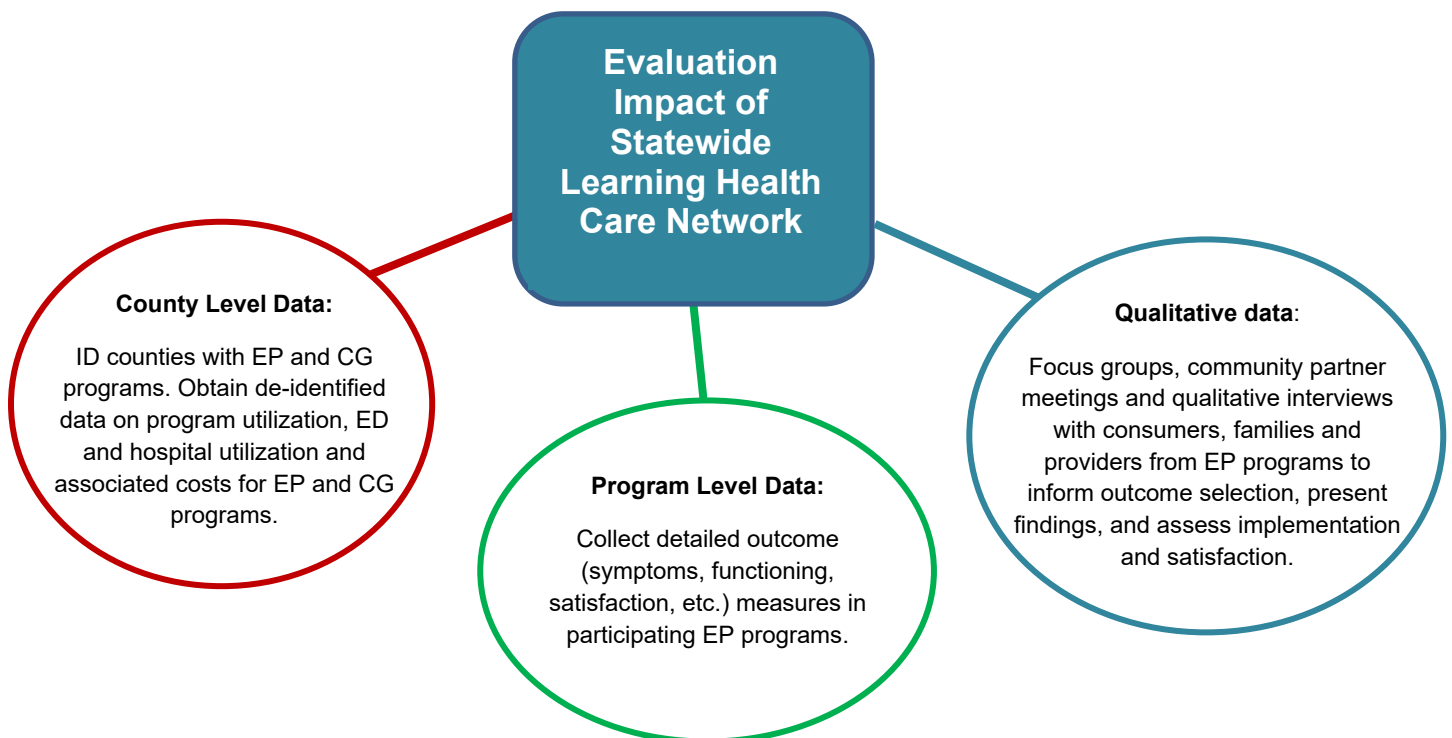 Evaluation
Impact of
Statewide
Learning Health
Care Network
County Level Data:
ID counties with EP and CG
programs. Obtain de-identified
data on program utilization, ED
and hospital utilization and
associated costs for EP and CG
programs.
Program Level Data:
Collect detailed outcome
(symptoms, functioning,
satisfaction, etc.) measures in
participating EP programs.
Qualitative data:
Focus groups, community partner
meetings and qualitative interviews
with consumers, families and
providers from EP programs to
inform outcome selection, present
findings, and assess implementation
and satisfaction.